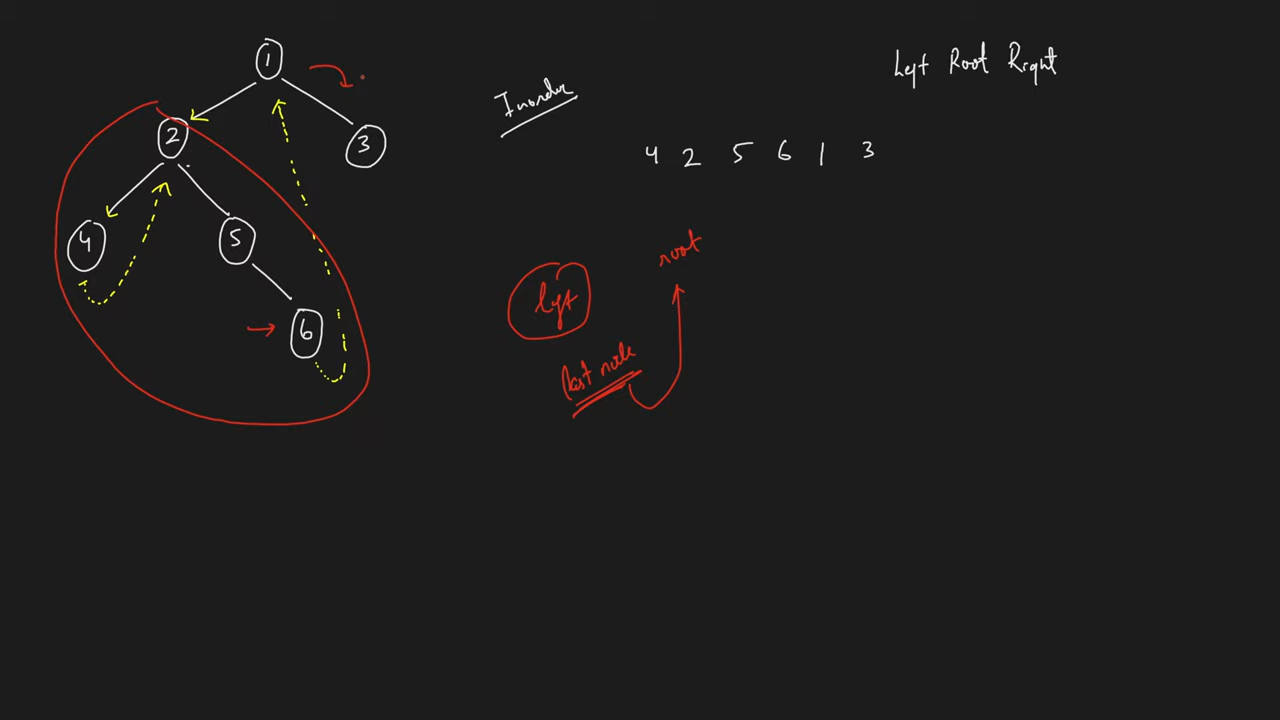 1
2
3
4
5
6
Inorder
Left Root Right
4 2 5 6 1 3
root
left
last node